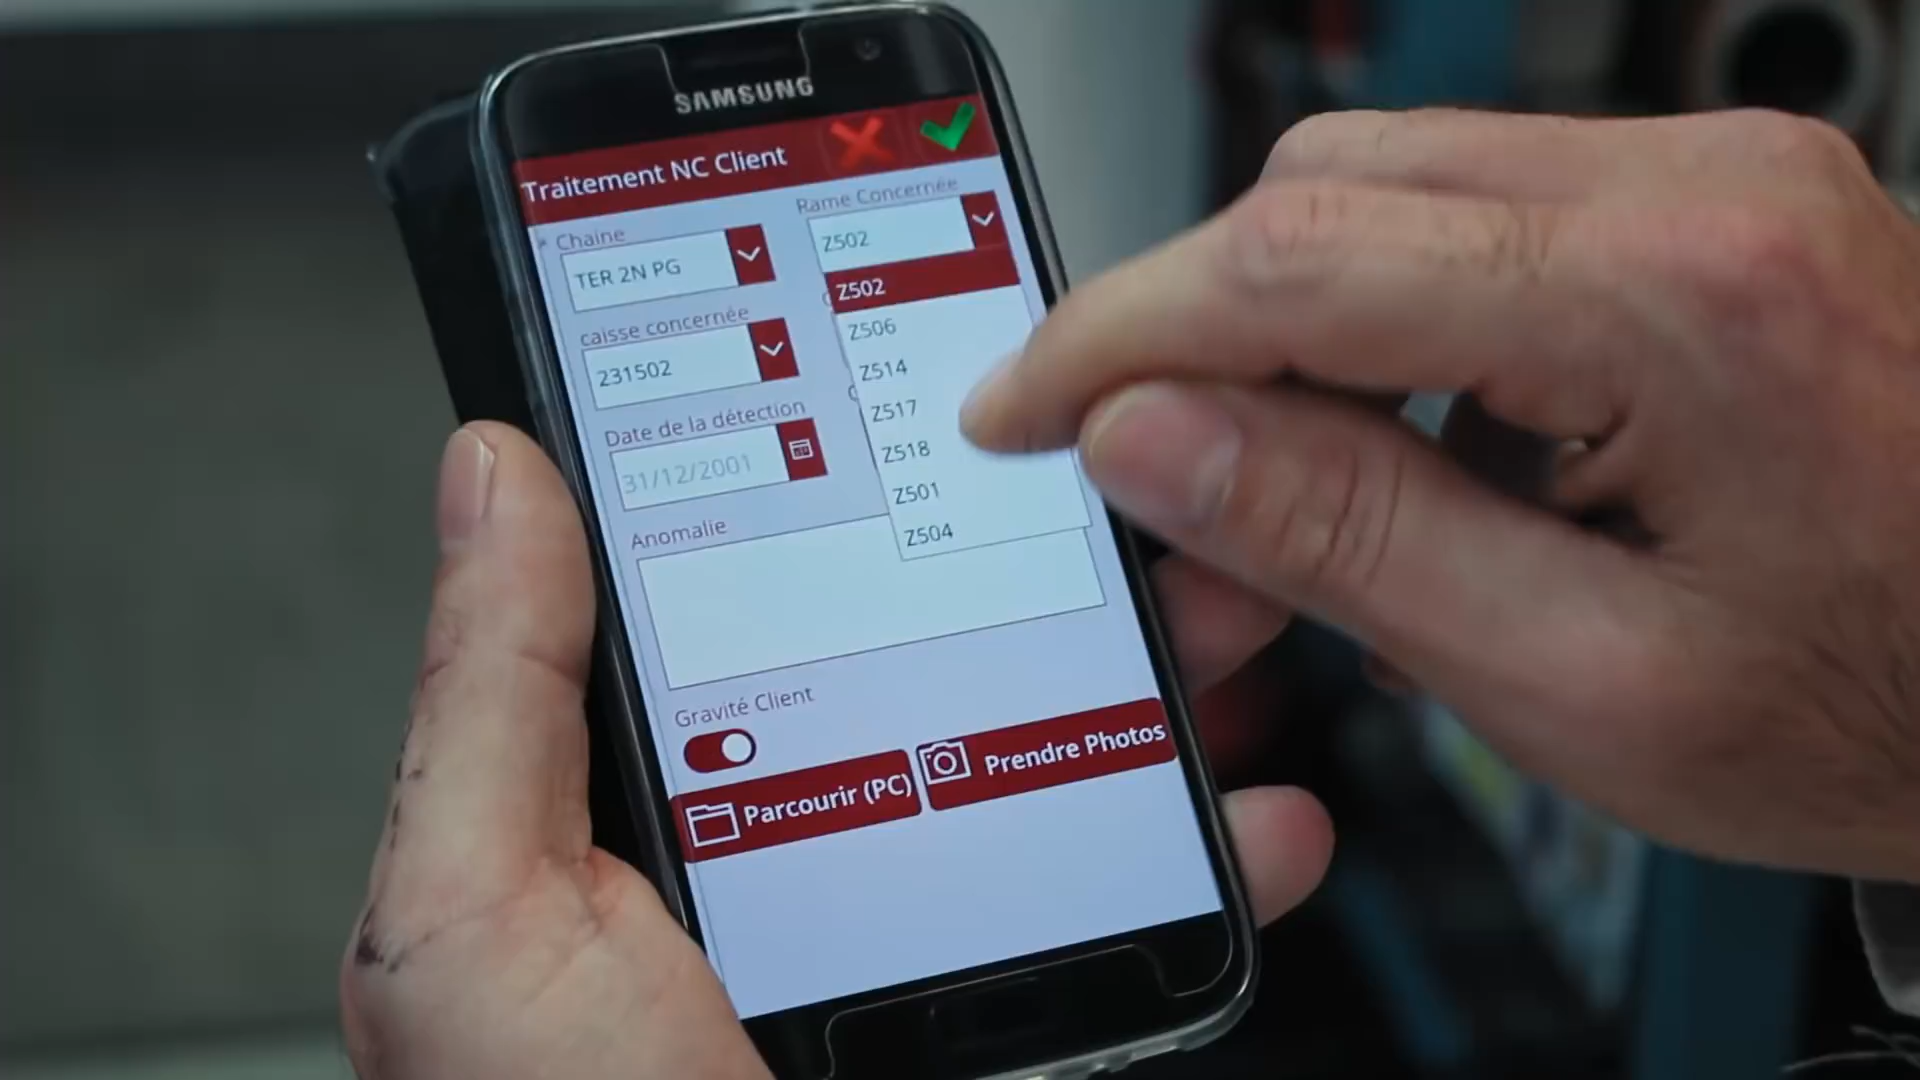 SAMSUNG
Traitement NC Client
* Chaine
Rame Concernée
TER 2N PG
Z502
Z502
Z506
Z514
Z517
Z518
Z501
Z504
caisse concernée
231502
Date de la détection
31/12/2001
Anomalie
Gravité Client
Parcourir (PC)
Prendre Photos